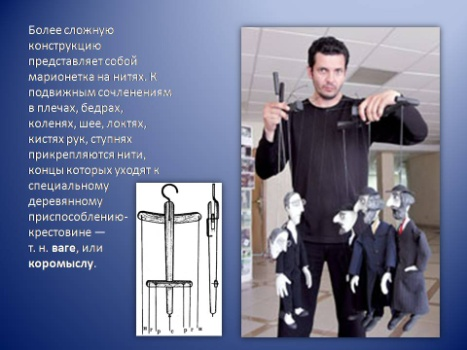 Более сложную
конструкцию
представляет собой
марионетка на нитях. К
подвижным сочленениям
в плечах, бедрах,
коленях, шее, локтях,
кистях рук, ступнях
прикрепляются нити,
концы которых уходят к
специальному
деревянному
приспособлению-
крестовине —
т. н. ваге, или
коромыслу.